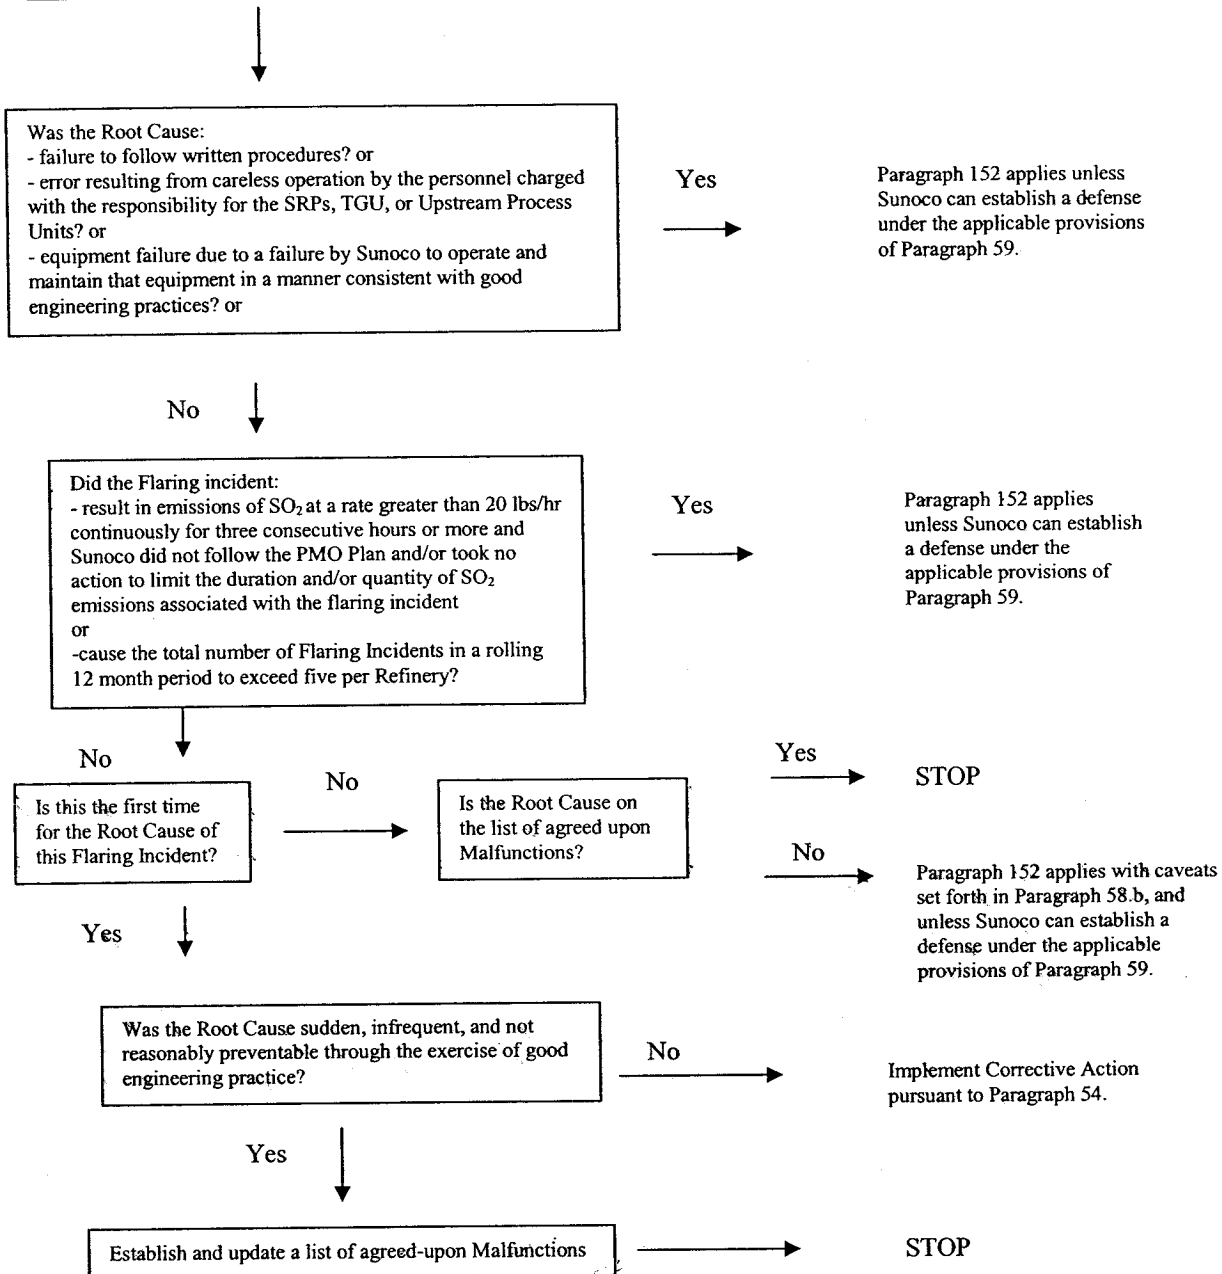 Was the Root Cause:
- failure to follow written procedures? or
- error resulting from careless operation by the personnel charged
with the responsibility for the SRPs, TGU, or Upstream Process
Units? or
- equipment failure due to a failure by Sunoco to operate and
maintain that equipment in a manner consistent with good
engineering practices? or
Yes
Paragraph 152 applies unless
Sunoco can establish a defense
under the applicable provisions
of Paragraph 59.
No
Did the Flaring incident:
- result in emissions of SO₂ at a rate greater than 20 lbs/hr
continuously for three consecutive hours or more and
Sunoco did not follow the PMO Plan and/or took no
action to limit the duration and/or quantity of SO₂
emissions associated with the flaring incident
or
-cause the total number of Flaring Incidents in a rolling
12 month period to exceed five per Refinery?
Yes
Paragraph 152 applies
unless Sunoco can establish
a defense under the
applicable provisions of
Paragraph 59.
No
Is this the first time
for the Root Cause of
this Flaring Incident?
No
Is the Root Cause on
the list of agreed upon
Malfunctions?
Yes
STOP
No
Paragraph 152 applies with caveats
set forth in Paragraph 58.b, and
unless Sunoco can establish a
defense under the applicable
provisions of Paragraph 59.
Yes
Was the Root Cause sudden, infrequent, and not
reasonably preventable through the exercise of good
engineering practice?
No
Implement Corrective Action
pursuant to Paragraph 54.
Yes
Establish and update a list of agreed-upon Malfunctions
STOP